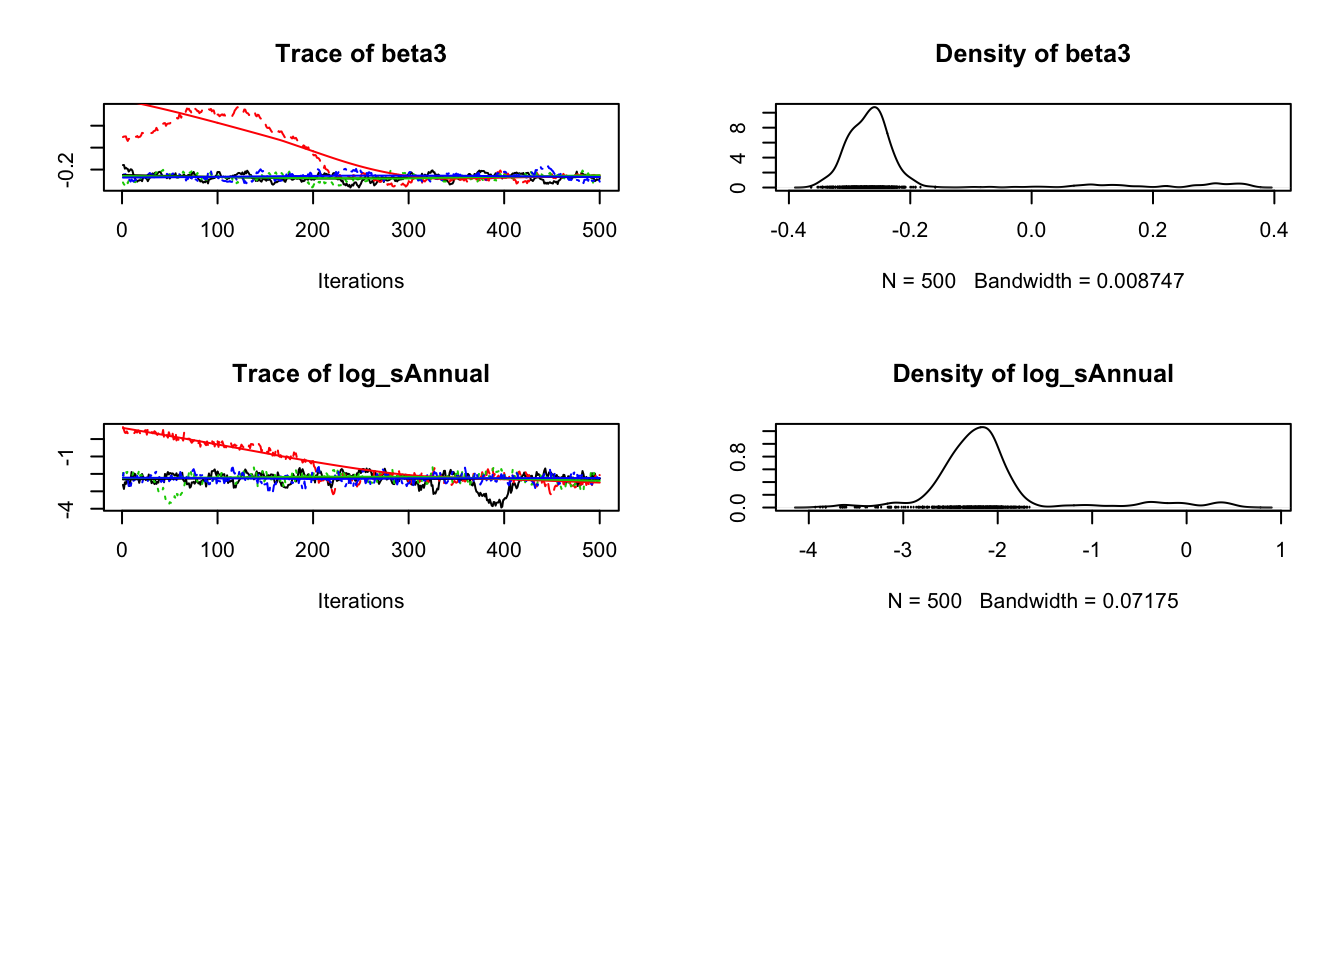 Trace of beta3
-0.2
0 100 200 300 400 500
Iterations
Density of beta3
0 4 8
-0.4 -0.2 0.0 0.2 0.4
N = 500 Bandwidth = 0.008747
Trace of log_sAnnual
-4 -1
0 100 200 300 400 500
Iterations
Density of log_sAnnual
0.0 0.8
-4 -3 -2 -1 0 1
N = 500 Bandwidth = 0.07175